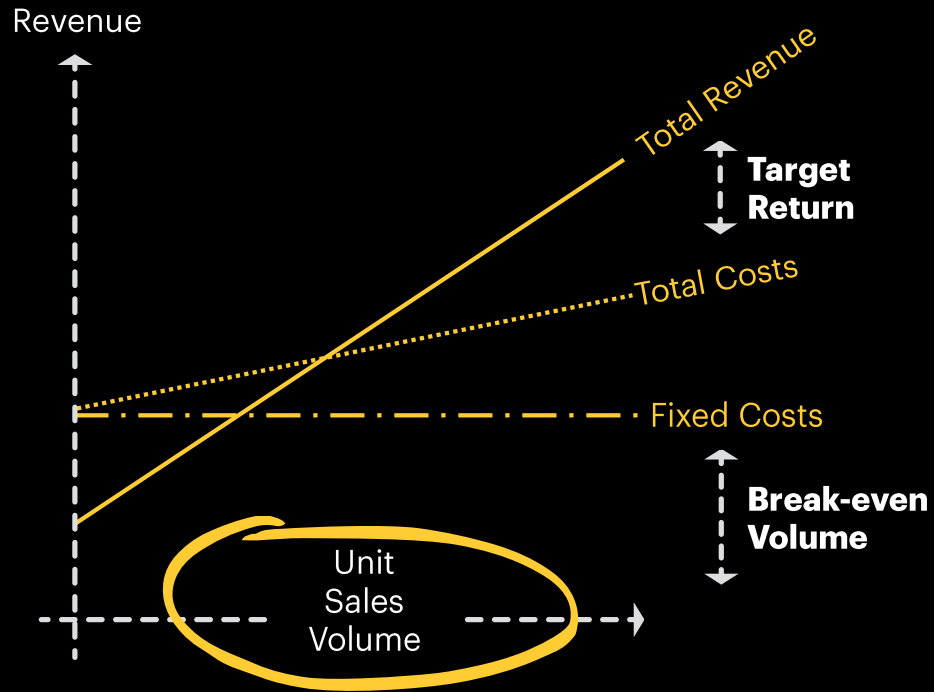 Revenue
Total Revenue
Target
Return
Total Costs
Fixed Costs
Break-even
Volume
Unit
Sales
Volume